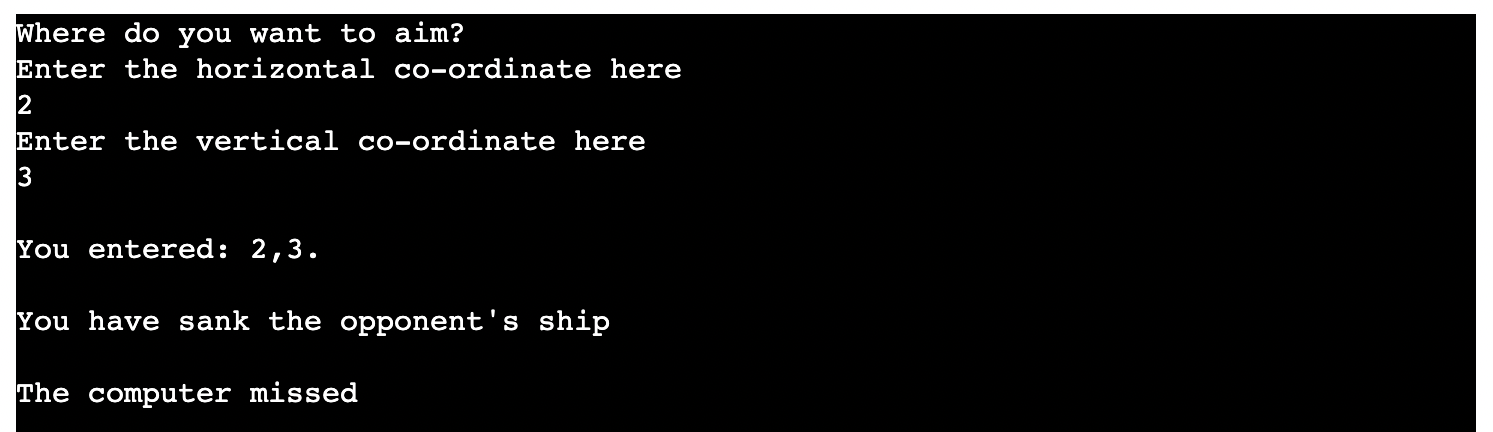 Where do you want to aim?
Enter the horizontal co-ordinate here
2
Enter the vertical co-ordinate here
3
You entered: 2,3.
You have sank the opponent's ship
The computer missed